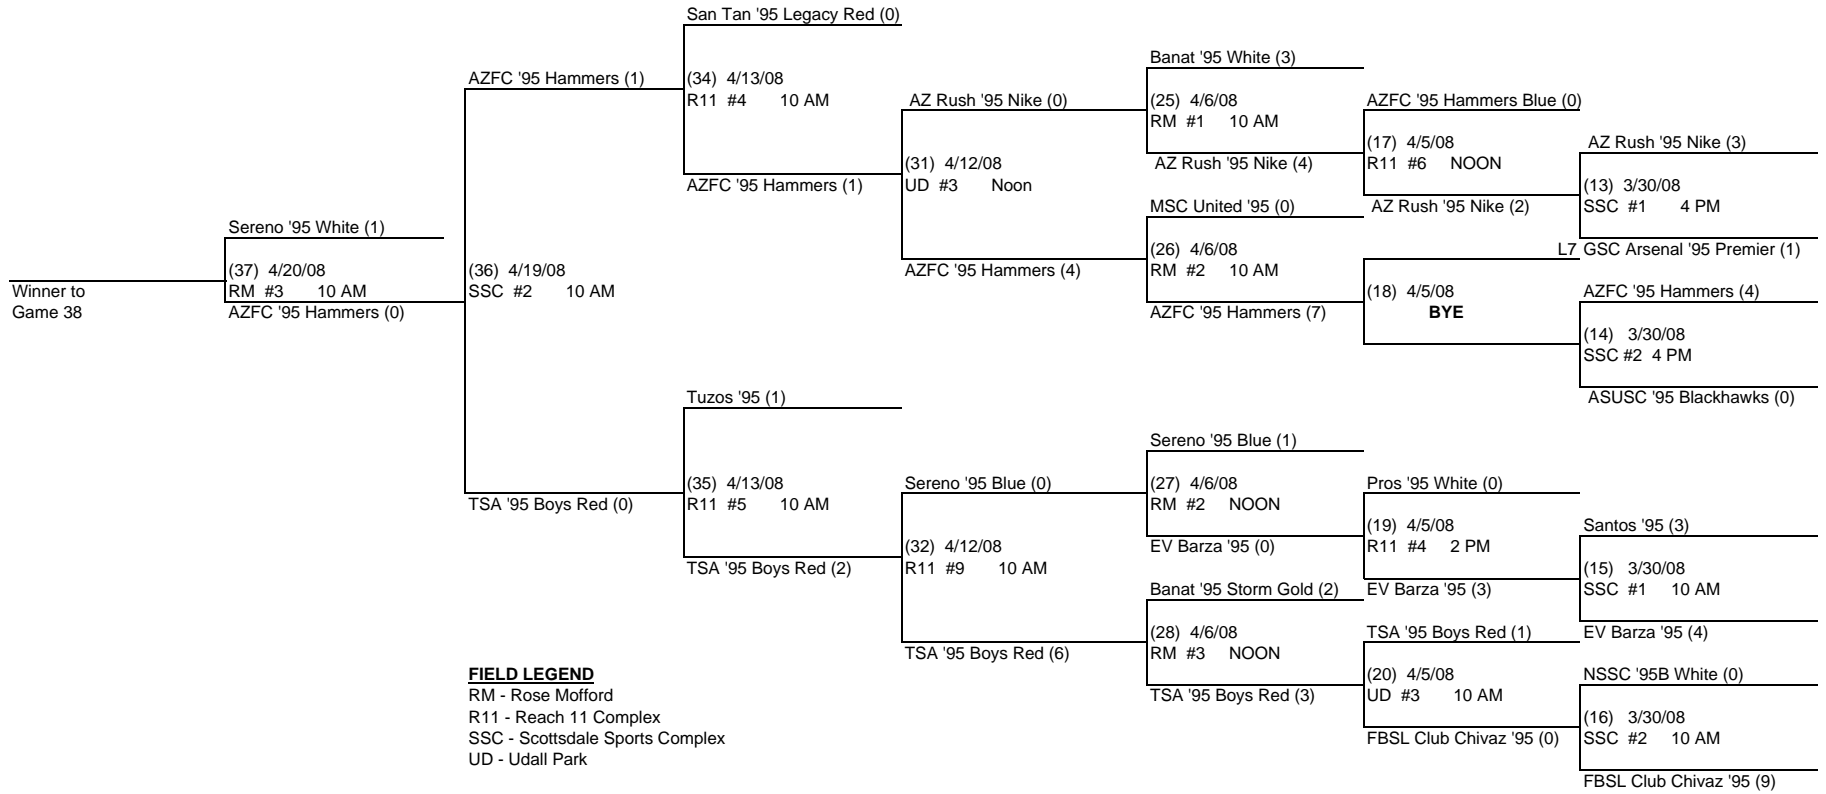 San Tan '95 Legacy Red (0)
Banat '95 White (3)
AZFC '95 Hammers (1)
(34) 4/13/08
R11 #4 10 AM
AZ Rush '95 Nike (0)
(25) 4/6/08
RM #1 10 AM
AZFC '95 Hammers Blue (0)
(17) 4/5/08
R11 #6 NOON
AZ Rush '95 Nike (3)
(31) 4/12/08
UD #3 Noon
AZ Rush '95 Nike (4)
AZFC '95 Hammers (1)
(13) 3/30/08
SSC #1 4 PM
MSC United '95 (0)
AZ Rush '95 Nike (2)
Sereno '95 White (1)
(26) 4/6/08
RM #2 10 AM
L7 GSC Arsenal '95 Premier (1)
(37) 4/20/08
RM #3 10 AM
(36) 4/19/08
SSC #2 10 AM
AZFC '95 Hammers (4)
Winner to
Game 38
AZFC '95 Hammers (0)
AZFC '95 Hammers (7)
(18) 4/5/08
BYE
AZFC '95 Hammers (4)
(14) 3/30/08
SSC #2 4 PM
Tuzos '95 (1)
ASUSC '95 Blackhawks (0)
Sereno '95 Blue (1)
TSA '95 Boys Red (0)
(35) 4/13/08
R11 #5 10 AM
Sereno '95 Blue (0)
(27) 4/6/08
RM #2 NOON
Pros '95 White (0)
(19) 4/5/08
R11 #4 2 PM
Santos '95 (3)
(32) 4/12/08
R11 #9 10 AM
EV Barza '95 (0)
TSA '95 Boys Red (2)
(15) 3/30/08
SSC #1 10 AM
Banat '95 Storm Gold (2)
EV Barza '95 (3)
(28) 4/6/08
RM #3 NOON
TSA '95 Boys Red (1)
EV Barza '95 (4)
TSA '95 Boys Red (6)
(20) 4/5/08
UD #3 10 AM
NSSC '95B White (0)
TSA '95 Boys Red (3)
(16) 3/30/08
SSC #2 10 AM
FBSL Club Chivaz '95 (0)
FBSL Club Chivaz '95 (9)
FIELD LEGEND
RM - Rose Mofford
R11 - Reach 11 Complex
SSC - Scottsdale Sports Complex
UD - Udall Park